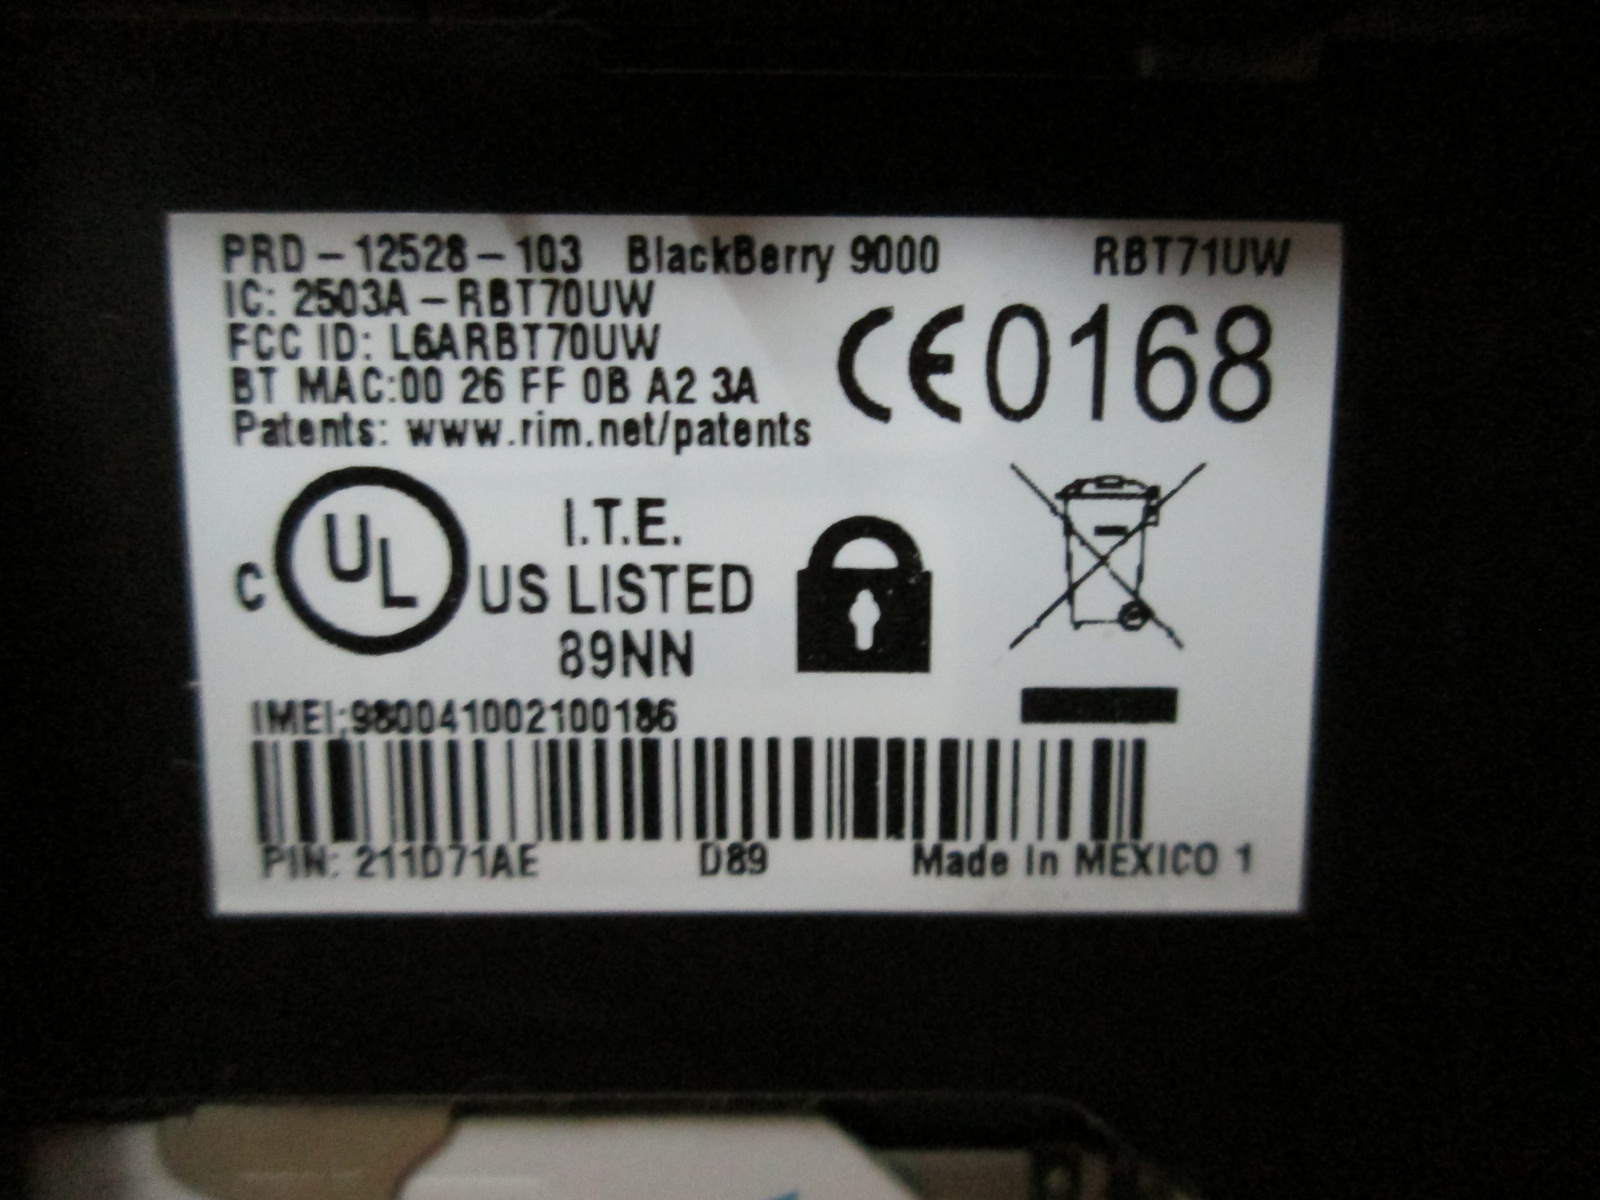 PRD-12528-103 BlackBerry 9000 RBT71UW
IC: 2503A-RBT70UW
FCC ID: L6ARBT70UW
BT MAC:00 26 FF 0B A2 3A
Patents: www.rim.net/patents
CE0168
C UL US LISTED
I.T.E.
89NN
IMEI:980041002100186
PIN: 211D71AE D89 Made In MEXICO 1